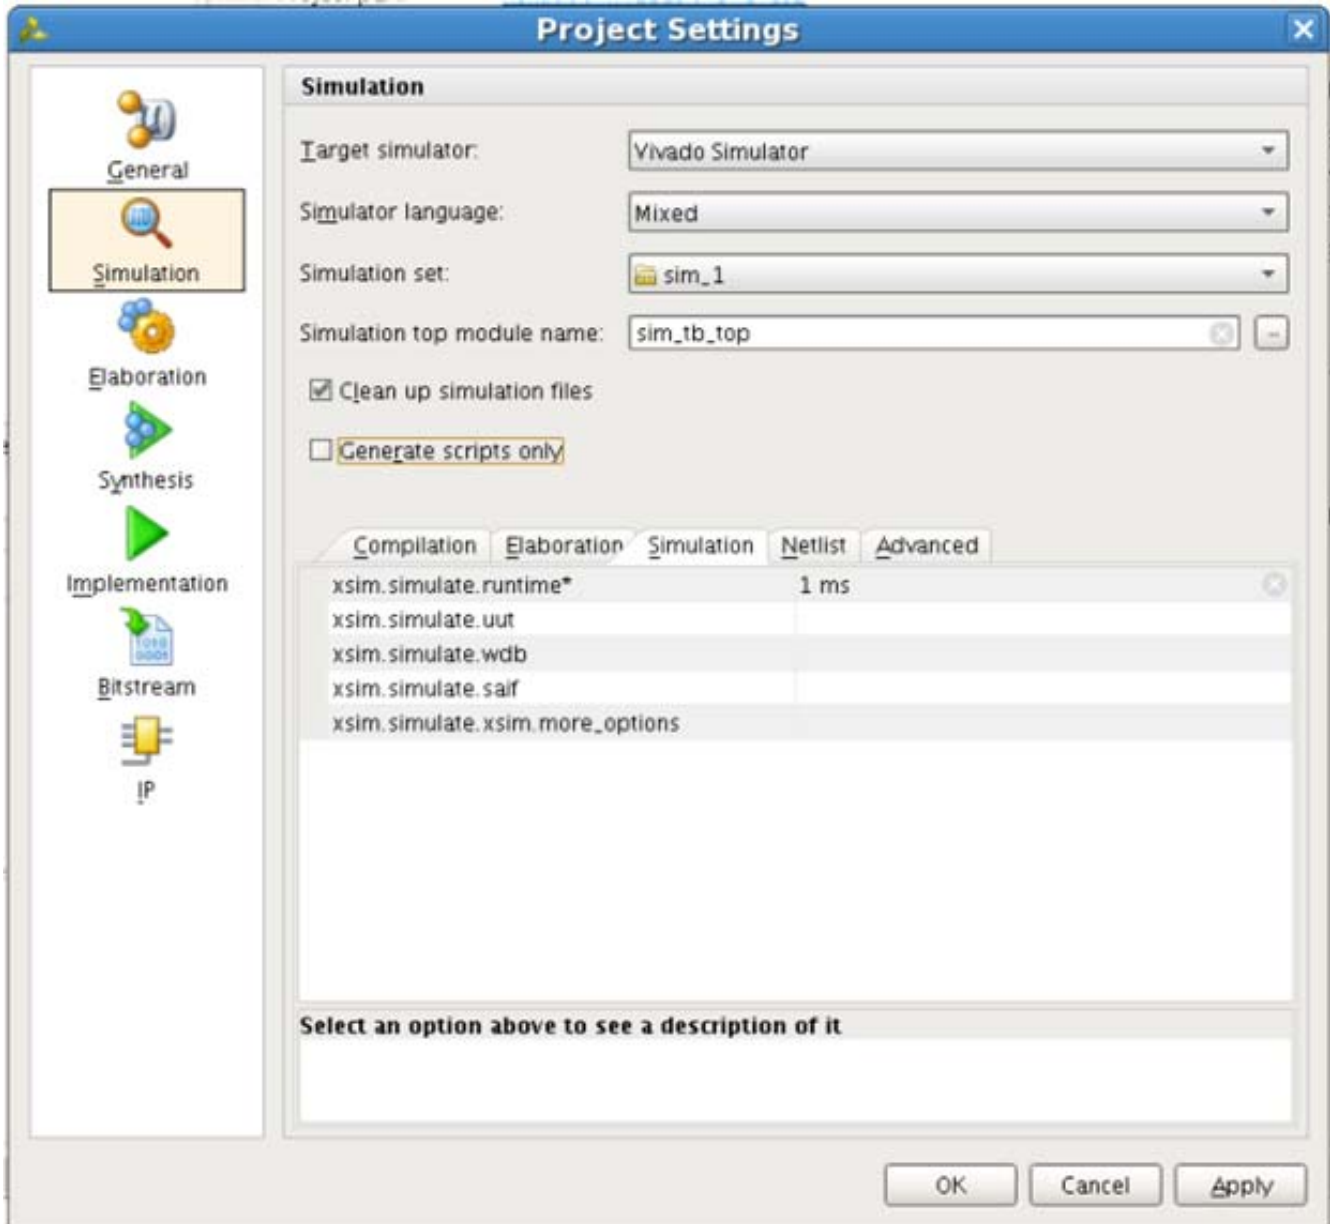 Project Settings
General
Simulation
Elaboration
Synthesis
Implementation
Bitstream
IP
Simulation
Target simulator: Vivado Simulator
Simulator language: Mixed
Simulation set: sim_1
Simulation top module name: sim_tb_top
Clean up simulation files
Generate scripts only
Compilation Elaboration Simulation Netlist Advanced
xsim.simulate.runtime* 1 ms
xsim.simulate.uut
xsim.simulate.wdb
xsim.simulate.saif
xsim.simulate.xsim.more_options
Select an option above to see a description of it
OK Cancel Apply